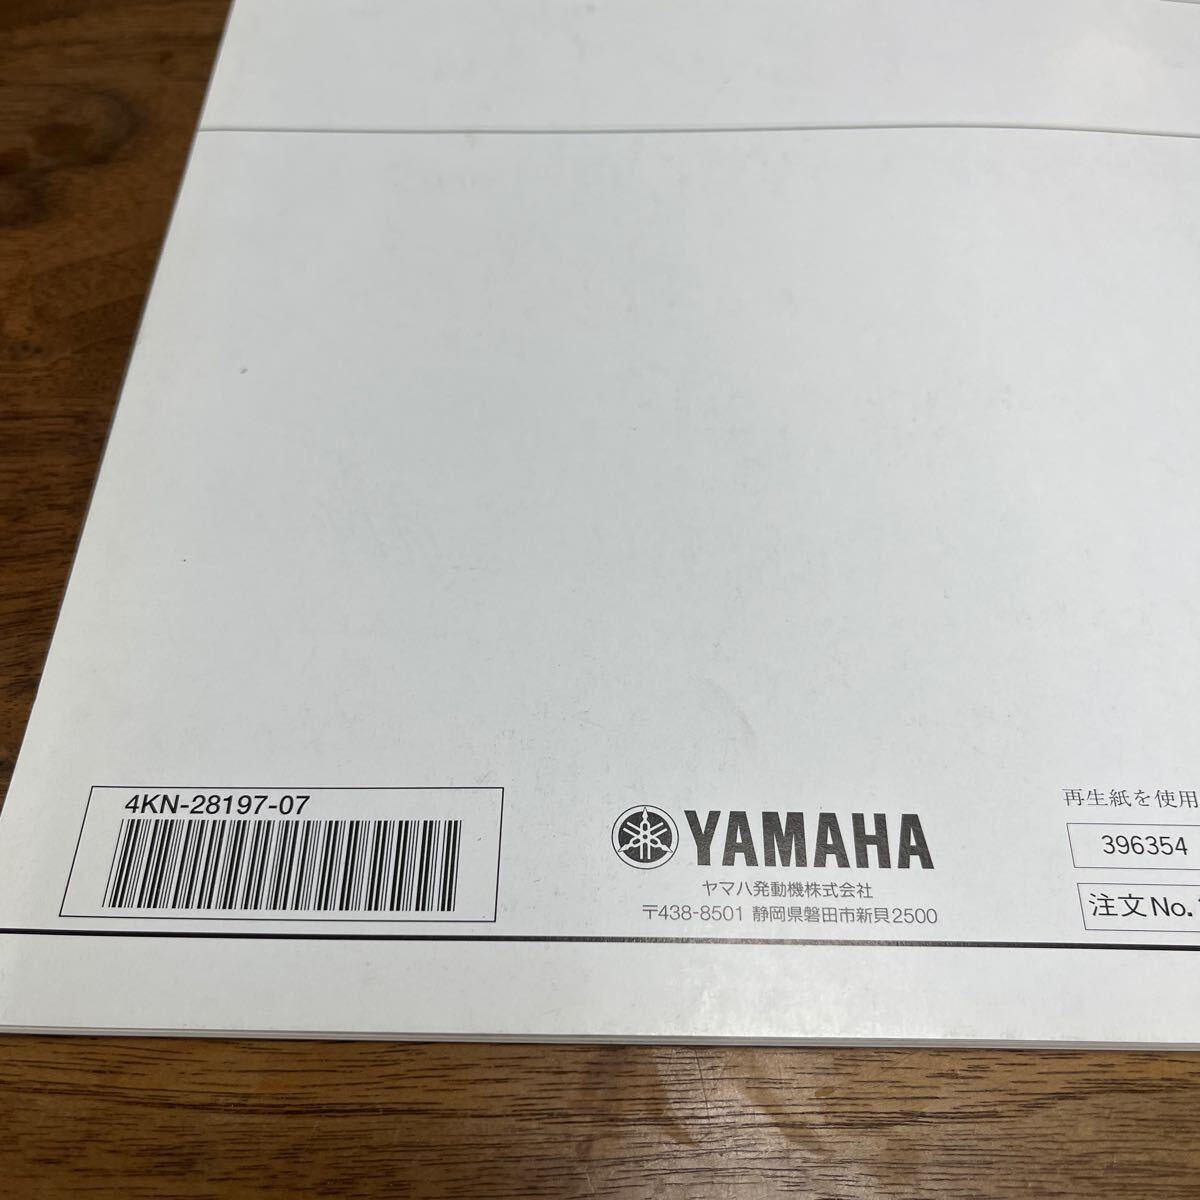 4KN-28197-07
YAMAHA
ヤマハ発動機株式会社
〒438-8501 静岡県磐田市新貝2500
再生紙を使用
396354
注文No.